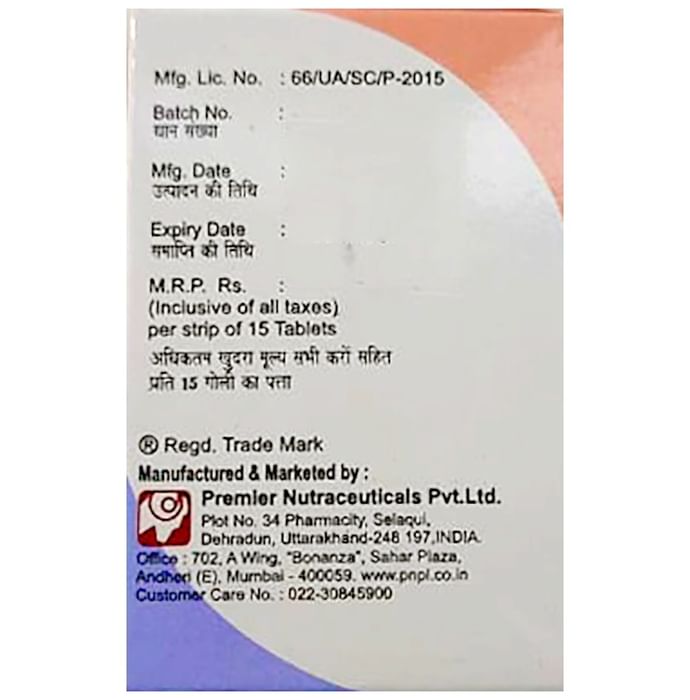 Mfg. Lic. No. : 66/UA/SC/P-2015
Batch No. :
घान संख्या
Mfg. Date :
उत्पादन की तिथि
Expiry Date :
समाप्ति की तिथि
M.R.P. Rs. :
(Inclusive of all taxes)
per strip of 15 Tablets
अधिकतम खुदरा मूल्य सभी करों सहित
प्रति 15 गोली का पत्ता
® Regd. Trade Mark
Manufactured & Marketed by :
Premier Nutraceuticals Pvt.Ltd.
Plot No. 34 Pharmacity, Selaqui,
Dehradun, Uttarakhand-248 197,INDIA.
Office : 702, A Wing, "Bonanza", Sahar Plaza,
Andheri (E), Mumbai - 400059. www.pnpl.co.in
Customer Care No. : 022-30845900